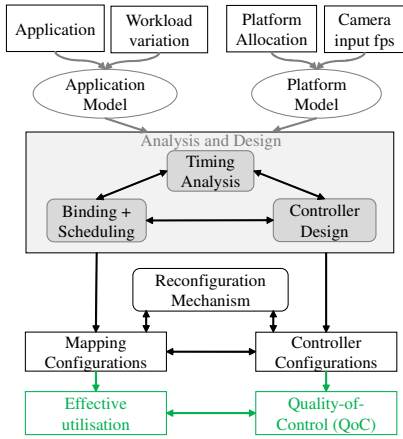 Application
Workload
variation
Platform
Allocation
Camera
input fps
Application
Model
Platform
Model
Analysis and Design
Timing
Analysis
Binding +
Scheduling
Controller
Design
Reconfiguration
Mechanism
Mapping
Configurations
Controller
Configurations
Effective
utilisation
Quality-of-
Control (QoC)